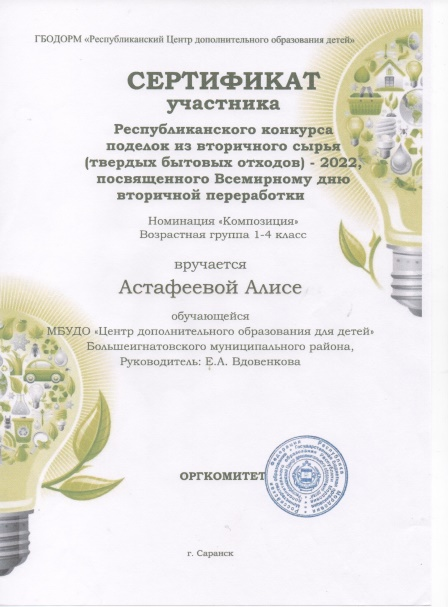 ГБОДОРМ «Республиканский Центр дополнительного образования детей»
СЕРТИФИКАТ
участника
Республиканского конкурса
поделок из вторичного сырья
(твердых бытовых отходов) - 2022,
посвященного Всемирному дню
вторичной переработки
Номинация «Композиция»
Возрастная группа 1-4 класс
вручается
Астафеевой Алисе
обучающейся
МБУДО «Центр дополнительного образования для детей»
Большеигнатовского муниципального района,
Руководитель: Е.А. Вдовенкова
ОРГКОМИТЕТ
г. Саранск